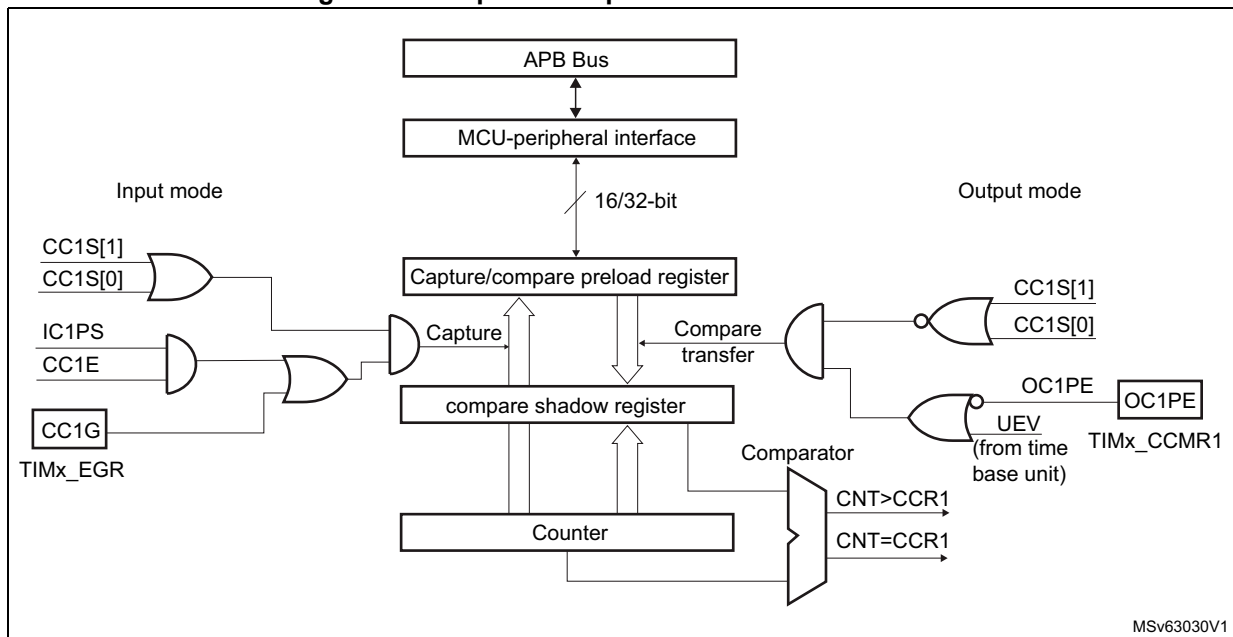 APB Bus
MCU-peripheral interface
Input mode
16/32-bit
Output mode
CC1S[1]
CC1S[0]
Capture/compare preload register
CC1S[1]
CC1S[0]
IC1PS
CC1E
Capture
Compare
transfer
CC1G
TIMx_EGR
compare shadow register
OC1PE
OC1PE
UEV
(from time
base unit)
TIMx_CCMR1
Comparator
CNT>CCR1
Counter
CNT=CCR1
MSv63030V1